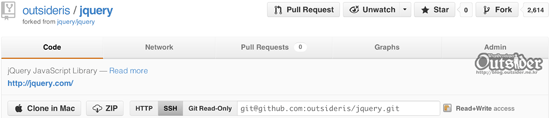 outsideris / jquery
forked from jquery/jquery
Pull Request
Unwatch
Star 0
Fork 2,614
Code Network Pull Requests 0 Graphs Admin
jQuery JavaScript Library — Read more
http://jquery.com/
Outsider
http://blog.outsider.ne.kr
Clone in Mac ZIP HTTP SSH Git Read-Only git@github.com:outsideris/jquery.git Read+Write access